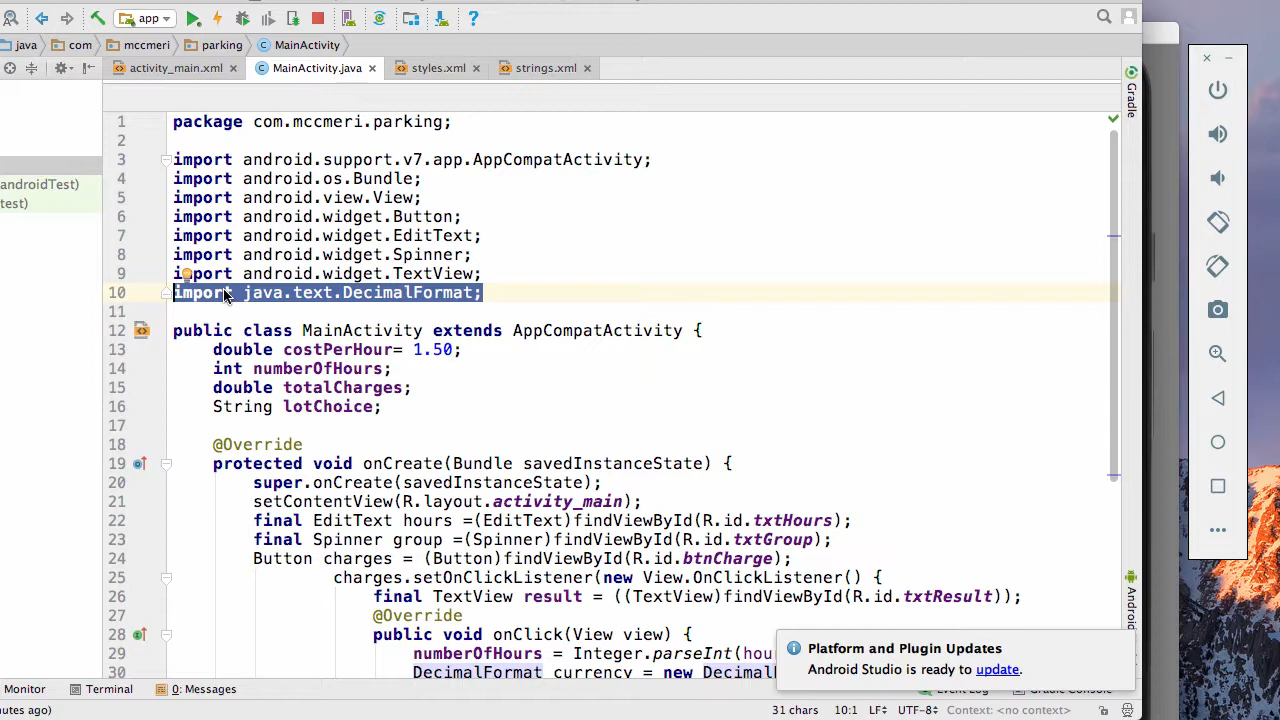 app
java com mccmeri parking MainActivity
activity_main.xml MainActivity.java styles.xml strings.xml
Gradle
androidTest)
test)
1 package com.mccmeri.parking;
2
3 import android.support.v7.app.AppCompatActivity;
4 import android.os.Bundle;
5 import android.view.View;
6 import android.widget.Button;
7 import android.widget.EditText;
8 import android.widget.Spinner;
9 import android.widget.TextView;
10 import java.text.DecimalFormat;
11
12 public class MainActivity extends AppCompatActivity {
13 double costPerHour= 1.50;
14 int numberOfHours;
15 double totalCharges;
16 String lotChoice;
17
18 @Override
19 protected void onCreate(Bundle savedInstanceState) {
20 super.onCreate(savedInstanceState);
21 setContentView(R.layout.activity_main);
22 final EditText hours =(EditText)findViewById(R.id.txtHours);
23 final Spinner group =(Spinner)findViewById(R.id.txtGroup);
24 Button charges = (Button)findViewById(R.id.btnCharge);
25 charges.setOnClickListener(new View.OnClickListener() {
26 final TextView result = ((TextView)findViewById(R.id.txtResult));
27 @Override
28 public void onClick(View view) {
29 numberOfHours = Integer.parseInt(hou
30 DecimalFormat currency = new Decimal
Android
Platform and Plugin Updates
Android Studio is ready to update.
Monitor Terminal 0: Messages Event Log Gradle Console
nutes ago) 31 chars 10:1 LF UTF-8 Context: <no context>